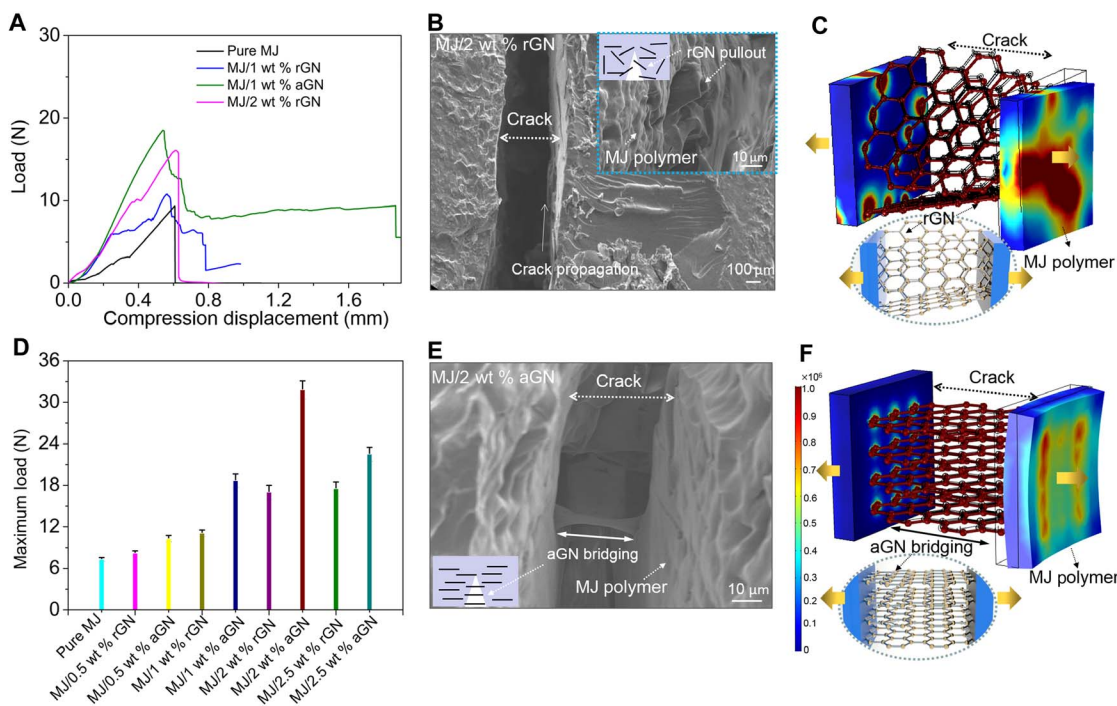 A
30
20
10
0
Load (N)
0.0
0.4
0.8
1.2
1.6
Compression displacement (mm)
Pure MJ
MJ/1 wt % rGN
MJ/1 wt % aGN
MJ/2 wt % rGN
B
MJ/2 wt % rGN
rGN pullout
Crack
MJ polymer
10 μm
Crack propagation
100 μm
C
Crack
rGN
MJ polymer
D
36
30
24
18
12
6
0
Maximum load (N)
Pure MJ
MJ/0.5 wt % rGN
MJ/0.5 wt % aGN
MJ/1 wt % rGN
MJ/1 wt % aGN
MJ/2 wt % rGN
MJ/2 wt % aGN
MJ/2.5 wt % rGN
MJ/2.5 wt % aGN
E
MJ/2 wt % aGN
Crack
aGN bridging
MJ polymer
10 μm
F
×10⁶
1.0
0.9
0.8
0.7
0.6
0.5
0.4
0.3
0.2
0.1
0
Crack
aGN bridging
MJ polymer